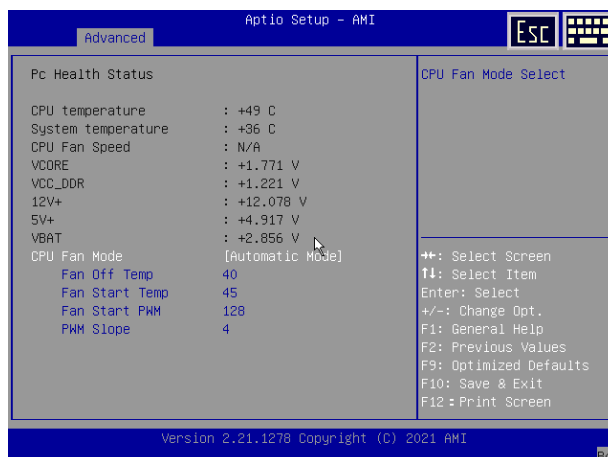 Aptio Setup – AMI
Esc
Advanced
Pc Health Status
CPU temperature : +49 C
System temperature : +36 C
CPU Fan Speed : N/A
VCORE : +1.771 V
VCC_DDR : +1.221 V
12V+ : +12.078 V
5V+ : +4.917 V
VBAT : +2.856 V
CPU Fan Mode [Automatic Mode]
Fan Off Temp 40
Fan Start Temp 45
Fan Start PWM 128
PWM Slope 4
CPU Fan Mode Select
→←: Select Screen
↑↓: Select Item
Enter: Select
+/-: Change Opt.
F1: General Help
F2: Previous Values
F9: Optimized Defaults
F10: Save & Exit
F12 : Print Screen
Version 2.21.1278 Copyright (C) 2021 AMI